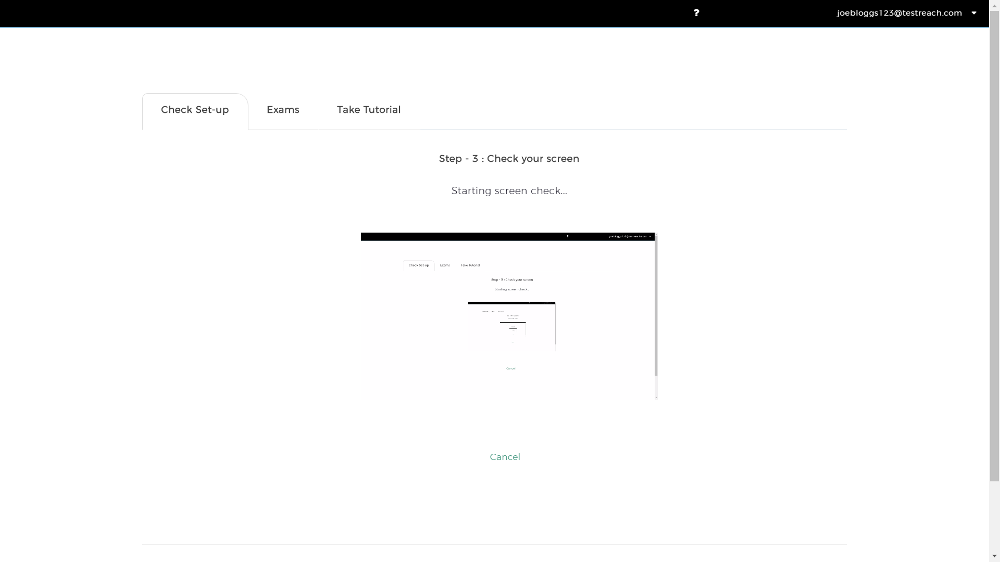 ?
joebloggs123@testreach.com
Check Set-up
Exams
Take Tutorial
Step - 3 : Check your screen
Starting screen check...
?
joebloggs123@testreach.com
Check Set-up
Exams
Take Tutorial
Step - 3 : Check your screen
Starting screen check...
Cancel
Cancel